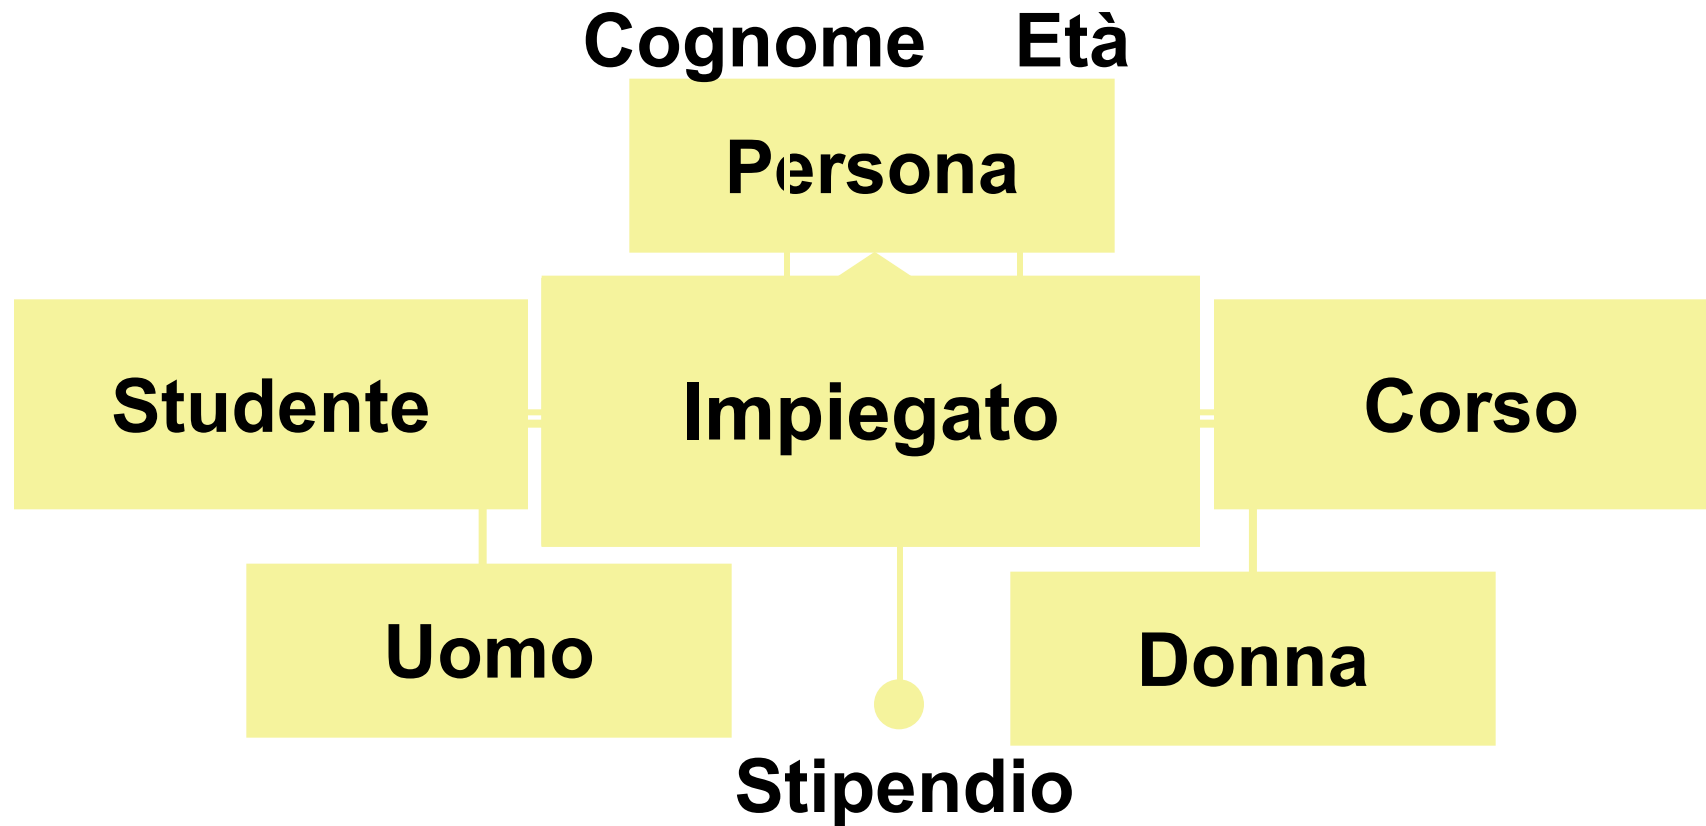 Cognome Età
Persona
Studente Impiegato Corso
Uomo Donna
Stipendio